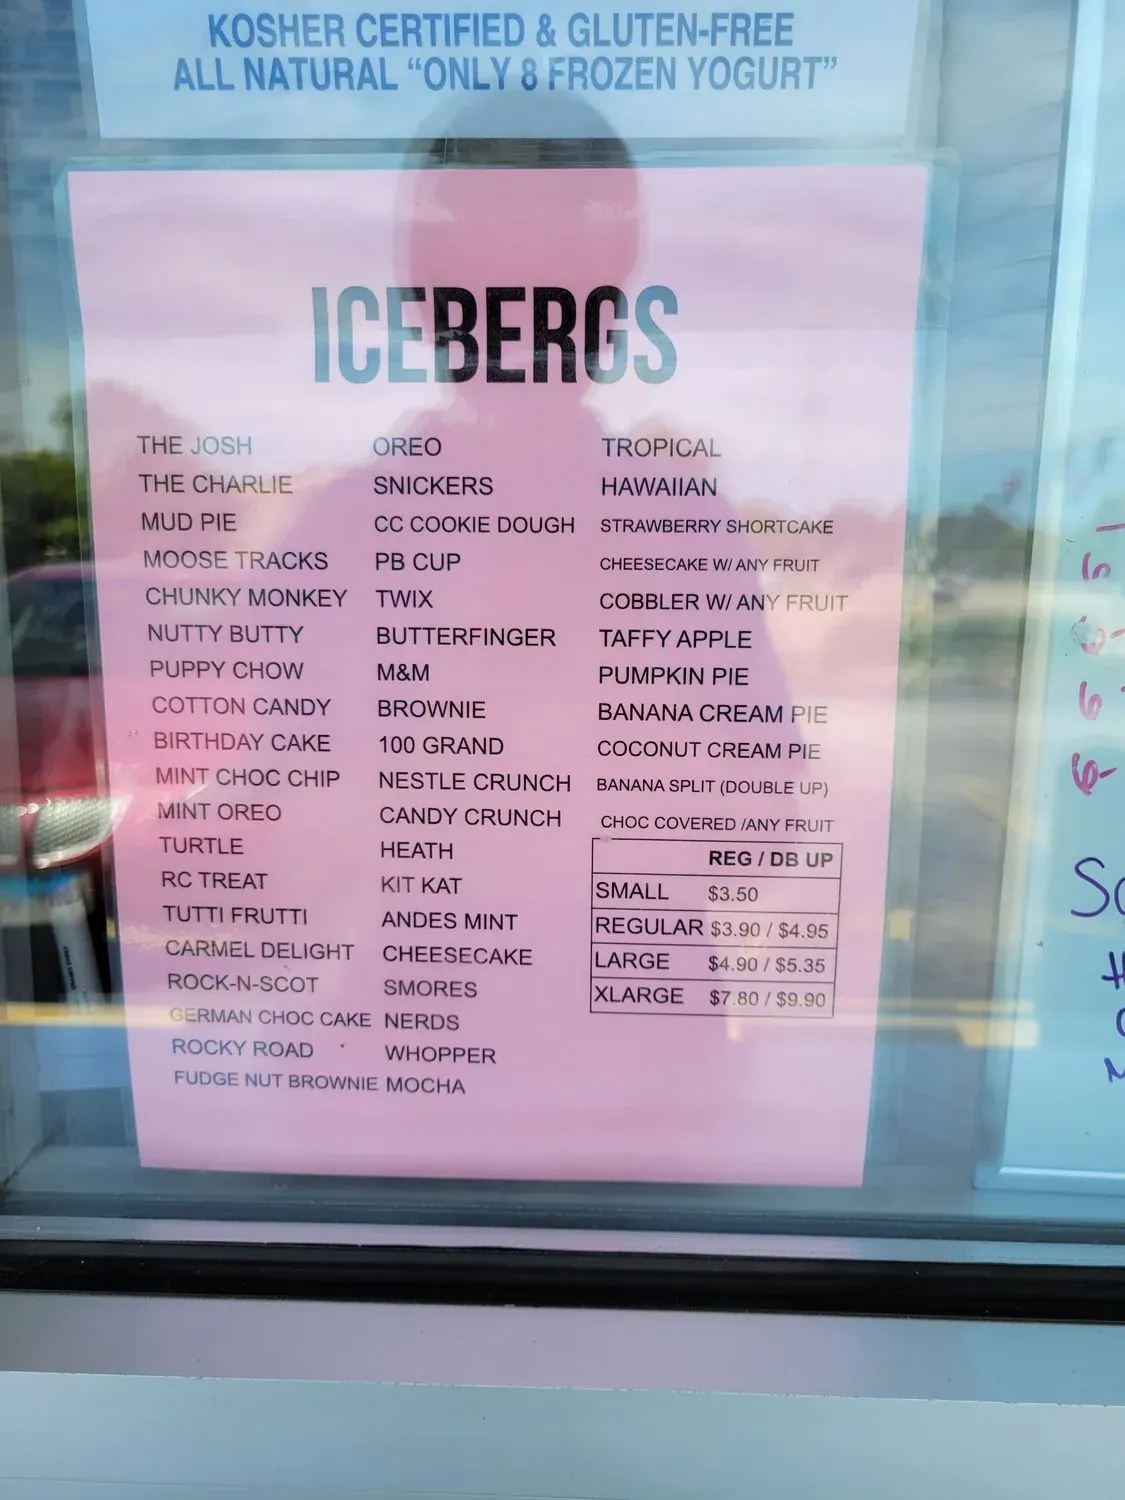 KOSHER CERTIFIED & GLUTEN-FREE
ALL NATURAL “ONLY 8 FROZEN YOGURT”
ICEBERGS
THE JOSH
THE CHARLIE
MUD PIE
MOOSE TRACKS
CHUNKY MONKEY
NUTTY BUTTY
PUPPY CHOW
COTTON CANDY
BIRTHDAY CAKE
MINT CHOC CHIP
MINT OREO
TURTLE
RC TREAT
TUTTI FRUTTI
CARMEL DELIGHT
ROCK-N-SCOT
GERMAN CHOC CAKE
ROCKY ROAD
FUDGE NUT BROWNIE
OREO
SNICKERS
CC COOKIE DOUGH
PB CUP
TWIX
BUTTERFINGER
M&M
BROWNIE
100 GRAND
NESTLE CRUNCH
CANDY CRUNCH
HEATH
KIT KAT
ANDES MINT
CHEESECAKE
SMORES
NERDS
WHOPPER
MOCHA
TROPICAL
HAWAIIAN
STRAWBERRY SHORTCAKE
CHEESECAKE W/ ANY FRUIT
COBBLER W/ ANY FRUIT
TAFFY APPLE
PUMPKIN PIE
BANANA CREAM PIE
COCONUT CREAM PIE
BANANA SPLIT (DOUBLE UP)
CHOC COVERED /ANY FRUIT
REG / DB UP
SMALL $3.50
REGULAR $3.90 / $4.95
LARGE $4.90 / $5.35
XLARGE $7.80 / $9.90